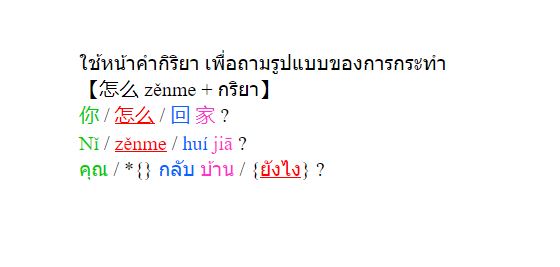 ใช้หน้าคำกิริยา เพื่อถามรูปแบบของการกระทำ
【怎么 zěnme + กริยา】
你 / 怎么 / 回 家 ?
Nǐ / zěnme / huí jiā ?
คุณ / *{} กลับ บ้าน / {ยังไง} ?